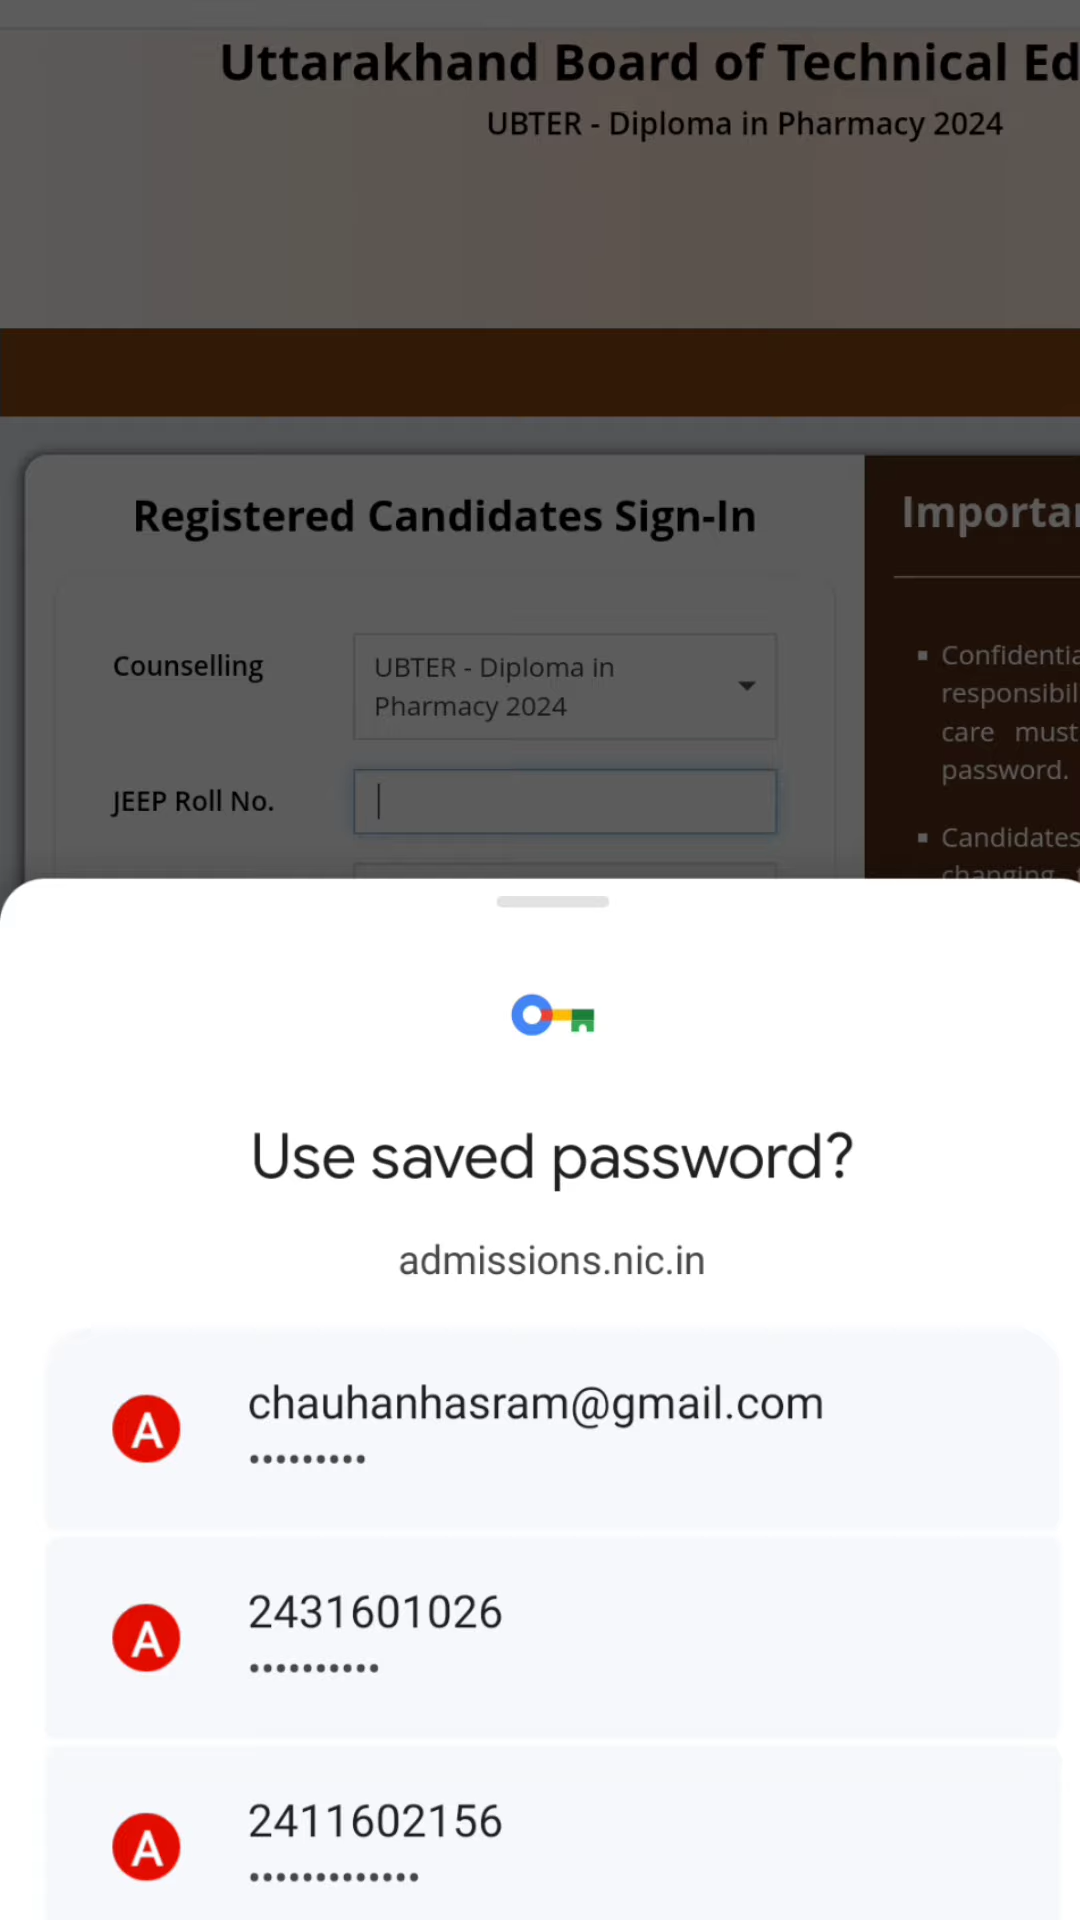 Uttarakhand Board of Technical Ed
UBTER - Diploma in Pharmacy 2024
Registered Candidates Sign-In
Importa
Counselling
UBTER - Diploma in
Pharmacy 2024
JEEP Roll No.
Confidentia
responsibil
care must
password.
Candidates
changing
Use saved password?
admissions.nic.in
A
chauhanhasram@gmail.com
•••••••••
A
2431601026
••••••••••
A
2411602156
•••••••••••••